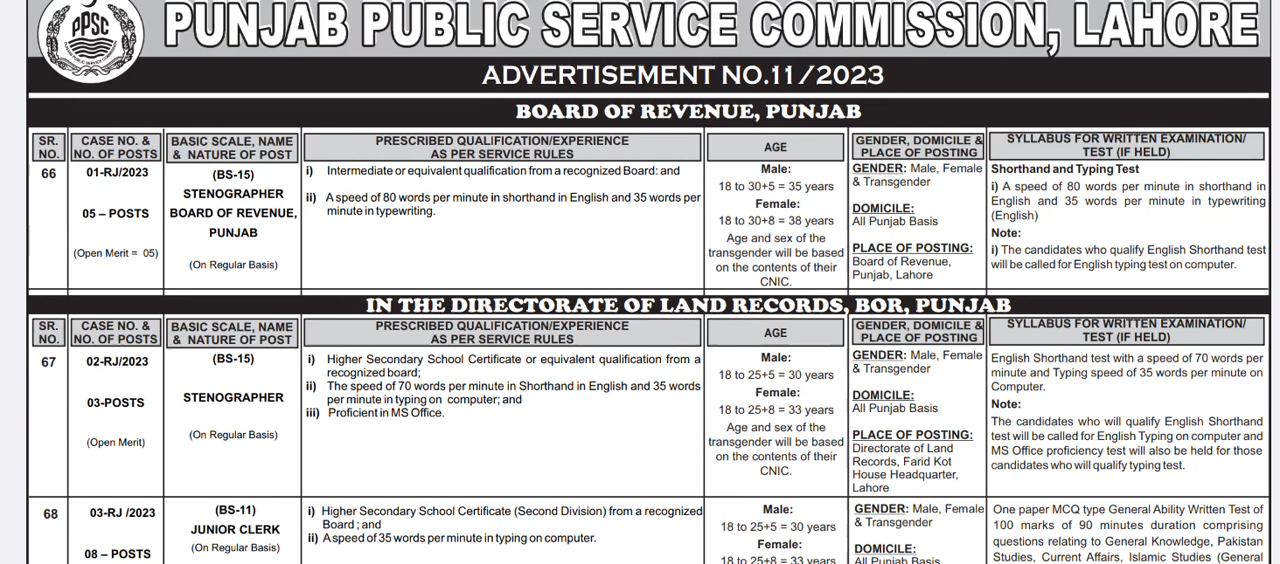 PPSC
PUNJAB PUBLIC SERVICE COMMISSION, LAHORE
ADVERTISEMENT NO.11/2023
BOARD OF REVENUE, PUNJAB
SR. NO.
CASE NO. & NO. OF POSTS
BASIC SCALE, NAME & NATURE OF POST
PRESCRIBED QUALIFICATION/EXPERIENCE
AS PER SERVICE RULES
AGE
GENDER, DOMICILE & PLACE OF POSTING
SYLLABUS FOR WRITTEN EXAMINATION/
TEST (IF HELD)
66
01-RJ/2023
05 – POSTS
(Open Merit = 05)
(BS-15)
STENOGRAPHER
BOARD OF REVENUE,
PUNJAB
(On Regular Basis)
i) Intermediate or equivalent qualification from a recognized Board: and
ii) A speed of 80 words per minute in shorthand in English and 35 words per
minute in typewriting.
Male:
18 to 30+5 = 35 years
Female:
18 to 30+8 = 38 years
Age and sex of the
transgender will be based
on the contents of their
CNIC.
GENDER: Male, Female
& Transgender
DOMICILE:
All Punjab Basis
PLACE OF POSTING:
Board of Revenue,
Punjab, Lahore
Shorthand and Typing Test
i) A speed of 80 words per minute in shorthand in
English and 35 words per minute in typewriting
(English)
Note:
i) The candidates who qualify English Shorthand test
will be called for English typing test on computer.
IN THE DIRECTORATE OF LAND RECORDS, BOR, PUNJAB
SR. NO.
CASE NO. & NO. OF POSTS
BASIC SCALE, NAME & NATURE OF POST
PRESCRIBED QUALIFICATION/EXPERIENCE
AS PER SERVICE RULES
AGE
GENDER, DOMICILE & PLACE OF POSTING
SYLLABUS FOR WRITTEN EXAMINATION/
TEST (IF HELD)
67
02-RJ/2023
03-POSTS
(Open Merit)
(BS-15)
STENOGRAPHER
(On Regular Basis)
i) Higher Secondary School Certificate or equivalent qualification from a
recognized board;
ii) The speed of 70 words per minute in Shorthand in English and 35 words
per minute in typing on computer; and
iii) Proficient in MS Office.
Male:
18 to 25+5 = 30 years
Female:
18 to 25+8 = 33 years
Age and sex of the
transgender will be based
on the contents of their
CNIC.
GENDER: Male, Female
& Transgender
DOMICILE:
All Punjab Basis
PLACE OF POSTING:
Directorate of Land
Records, Farid Kot
House Headquarter,
Lahore
English Shorthand test with a speed of 70 words per
minute and Typing speed of 35 words per minute on
Computer.
Note:
The candidates who will qualify English Shorthand
test will be called for English Typing on computer and
MS Office proficiency test will also be held for those
candidates who will qualify typing test.
68
03-RJ /2023
08 – POSTS
(BS-11)
JUNIOR CLERK
(On Regular Basis)
i) Higher Secondary School Certificate (Second Division) from a recognized
Board ; and
ii) A speed of 35 words per minute in typing on computer.
Male:
18 to 25+5 = 30 years
Female:
18 to 25+8 = 33 years
GENDER: Male, Female
& Transgender
DOMICILE:
All Punjab Basis
One paper MCQ type General Ability Written Test of
100 marks of 90 minutes duration comprising
questions relating to General Knowledge, Pakistan
Studies, Current Affairs, Islamic Studies (General